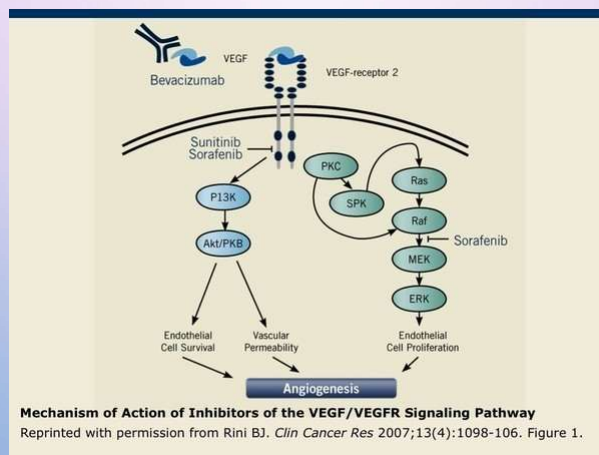 VEGF
Bevacizumab
VEGF-receptor 2
Sunitinib
Sorafenib
PKC
SPK
Ras
Raf
Sorafenib
MEK
ERK
P13K
Akt/PKB
Endothelial
Cell Survival
Vascular
Permeability
Endothelial
Cell Proliferation
Angiogenesis
Mechanism of Action of Inhibitors of the VEGF/VEGFR Signaling Pathway
Reprinted with permission from Rini BJ. Clin Cancer Res 2007;13(4):1098-106. Figure 1.